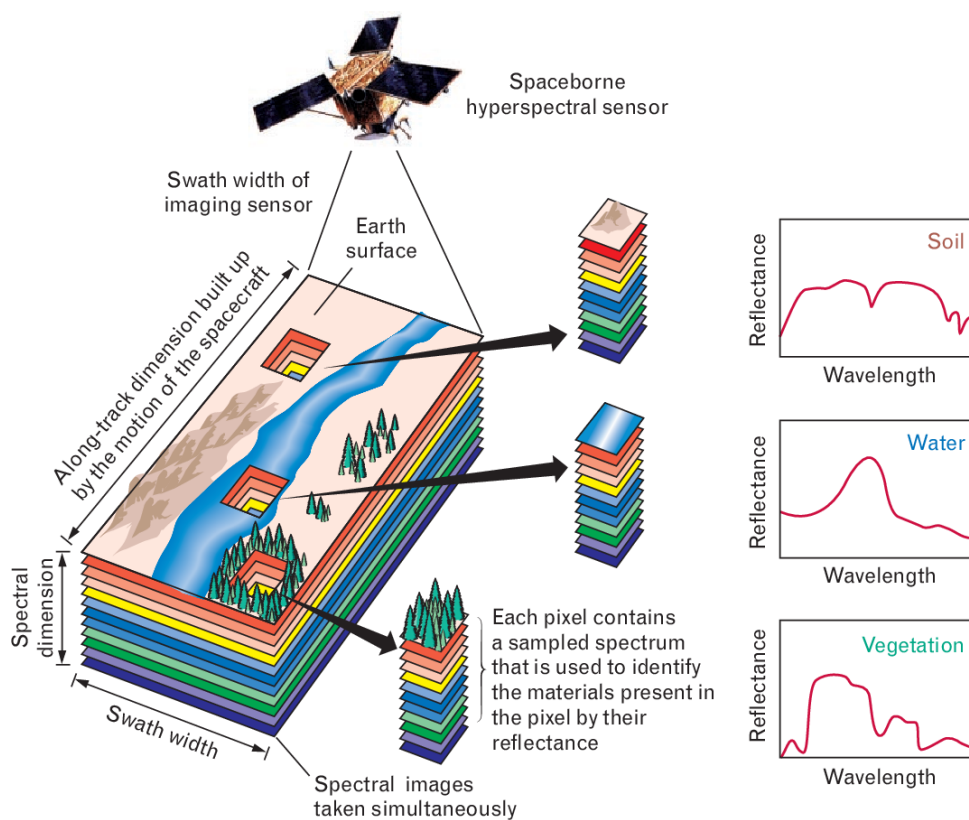 Spaceborne
hyperspectral sensor
Swath width of
imaging sensor
Earth
surface
Along-track dimension built up
by the motion of the spacecraft
Spectral
dimension
Swath width
Spectral images
taken simultaneously
Each pixel contains
a sampled spectrum
that is used to identify
the materials present in
the pixel by their
reflectance
Soil
Reflectance
Wavelength
Water
Reflectance
Wavelength
Vegetation
Reflectance
Wavelength